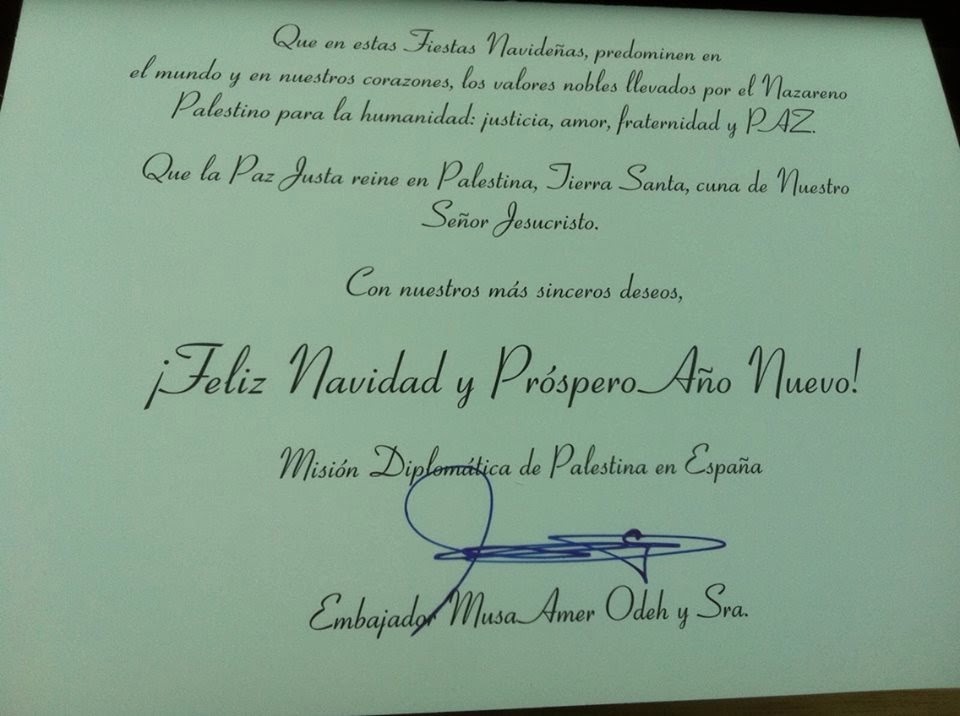 Que en estas Fiestas Navideñas, predominen en
el mundo y en nuestros corazones, los valores nobles llevados por el Nazareno
Palestino para la humanidad: justicia, amor, fraternidad y PAZ.
Que la Paz Justa reine en Palestina, Tierra Santa, cuna de Nuestro
Señor Jesucristo.
Con nuestros más sinceros deseos,
¡Feliz Navidad y Próspero Año Nuevo!
Misión Diplomática de Palestina en España
Embajador Musa Amer Odeh y Sra.